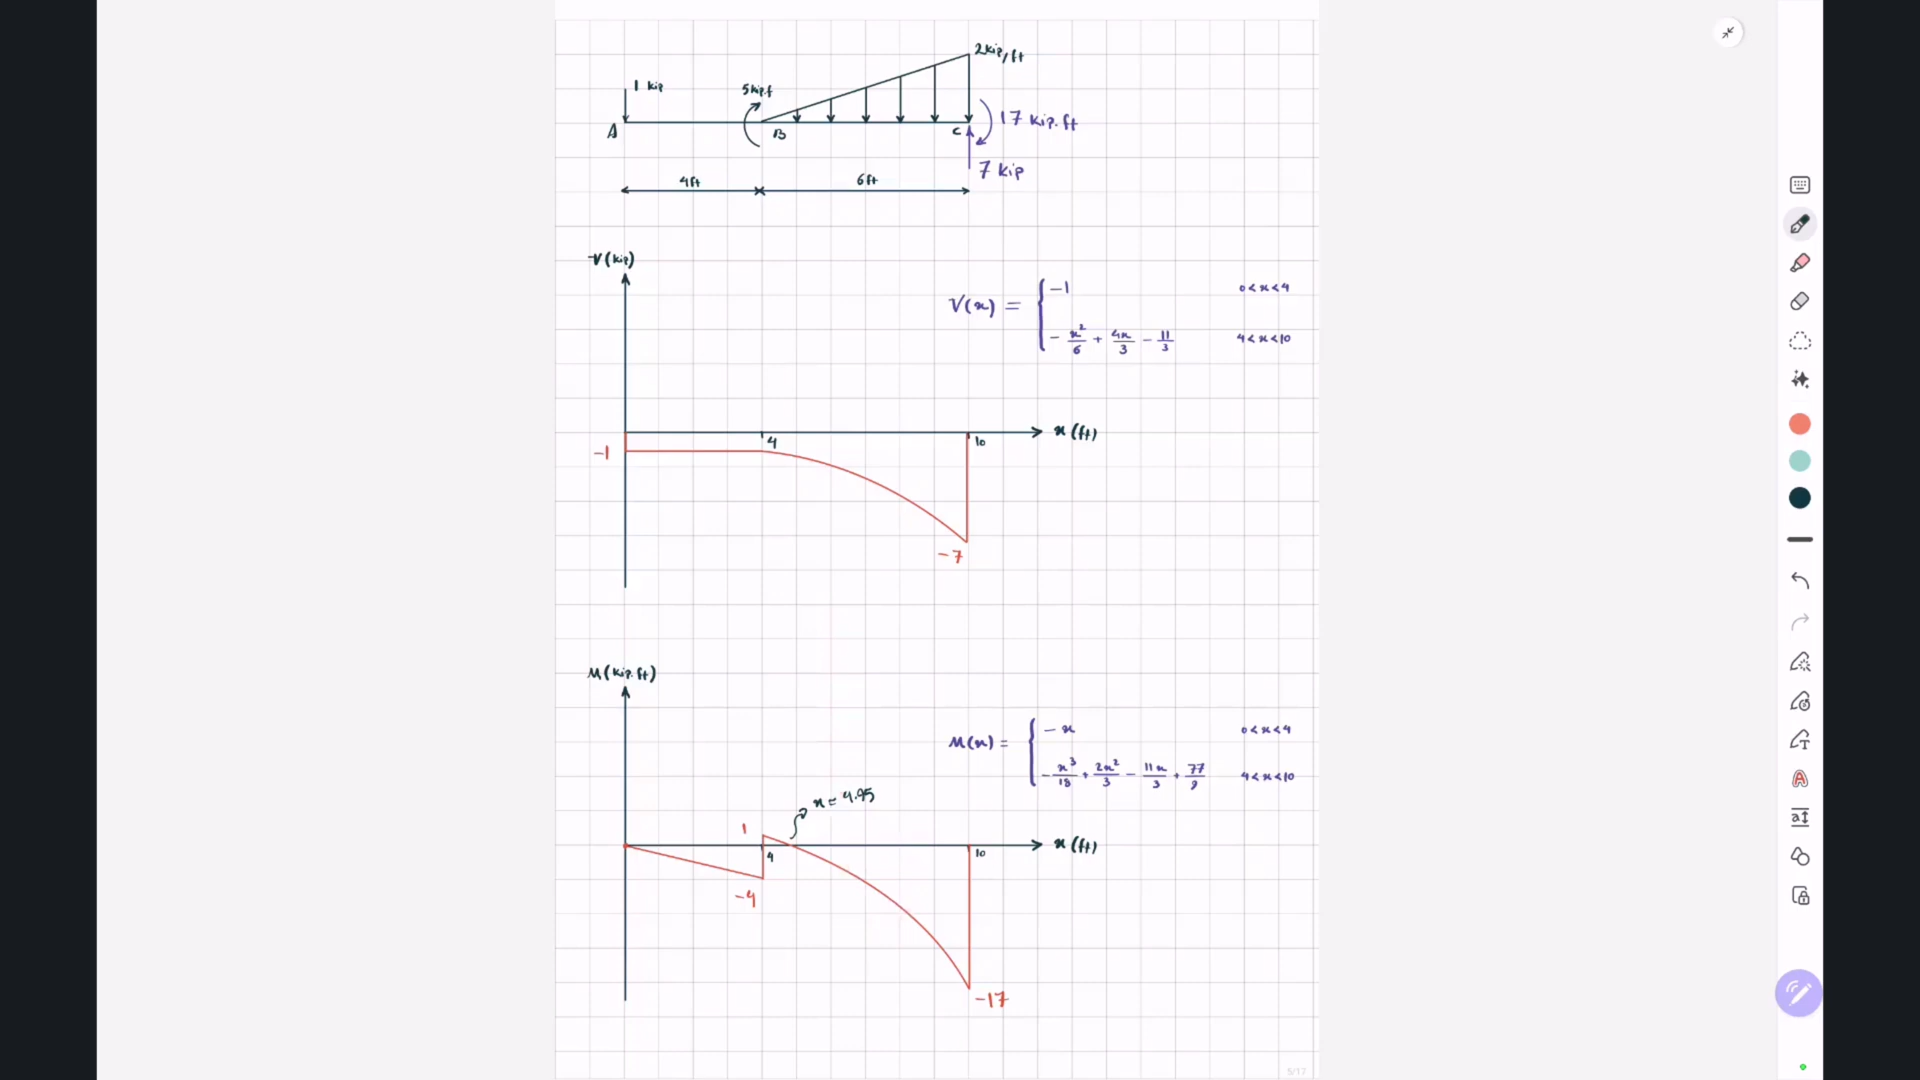 2kip/ft
1 kip
5kip.f
A
B
C
17 kip.ft
7 kip
4ft
6ft
V(kip)
V(x) = { -1 0<x<4
- x²/6 + 4x/3 - 11/3 4<x<10
x (ft)
4
10
-1
-7
M(kip.ft)
M(x) = { -x 0<x<4
- x³/18 + 2x²/3 - 11x/3 + 77/9 4<x<10
x = 4.95
1
x (ft)
4
10
-4
-17
5/17